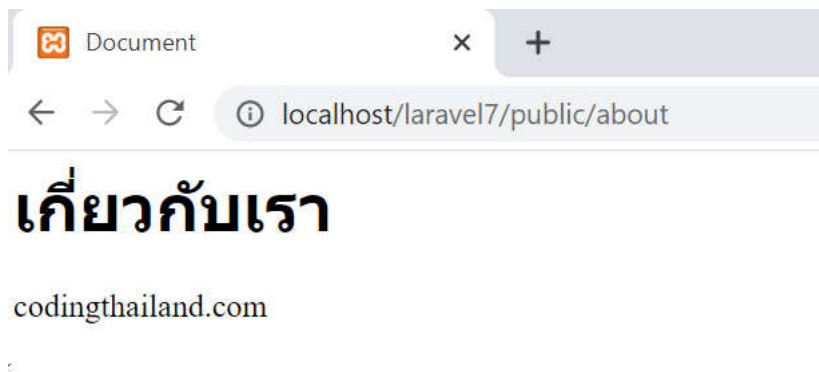 Document
localhost/laravel7/public/about
เกี่ยวกับเรา
codingthailand.com